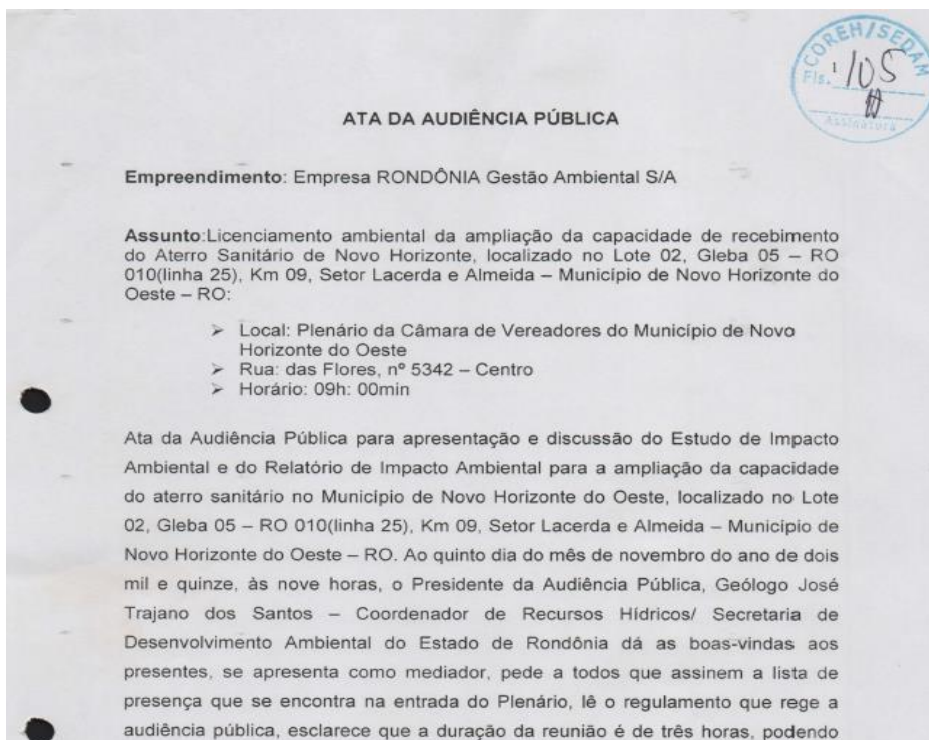 COREH/SEDAM
Fls. 1 105
Assinatura
ATA DA AUDIÊNCIA PÚBLICA
Empreendimento: Empresa RONDÔNIA Gestão Ambiental S/A
Assunto:Licenciamento ambiental da ampliação da capacidade de recebimento
do Aterro Sanitário de Novo Horizonte, localizado no Lote 02, Gleba 05 – RO
010(linha 25), Km 09, Setor Lacerda e Almeida – Município de Novo Horizonte do
Oeste – RO:
➢ Local: Plenário da Câmara de Vereadores do Município de Novo
Horizonte do Oeste
➢ Rua: das Flores, nº 5342 – Centro
➢ Horário: 09h: 00min
Ata da Audiência Pública para apresentação e discussão do Estudo de Impacto
Ambiental e do Relatório de Impacto Ambiental para a ampliação da capacidade
do aterro sanitário no Município de Novo Horizonte do Oeste, localizado no Lote
02, Gleba 05 – RO 010(linha 25), Km 09, Setor Lacerda e Almeida – Município de
Novo Horizonte do Oeste – RO. Ao quinto dia do mês de novembro do ano de dois
mil e quinze, às nove horas, o Presidente da Audiência Pública, Geólogo José
Trajano dos Santos – Coordenador de Recursos Hídricos/ Secretaria de
Desenvolvimento Ambiental do Estado de Rondônia dá as boas-vindas aos
presentes, se apresenta como mediador, pede a todos que assinem a lista de
presença que se encontra na entrada do Plenário, lê o regulamento que rege a
audiência pública, esclarece que a duração da reunião é de três horas, podendo